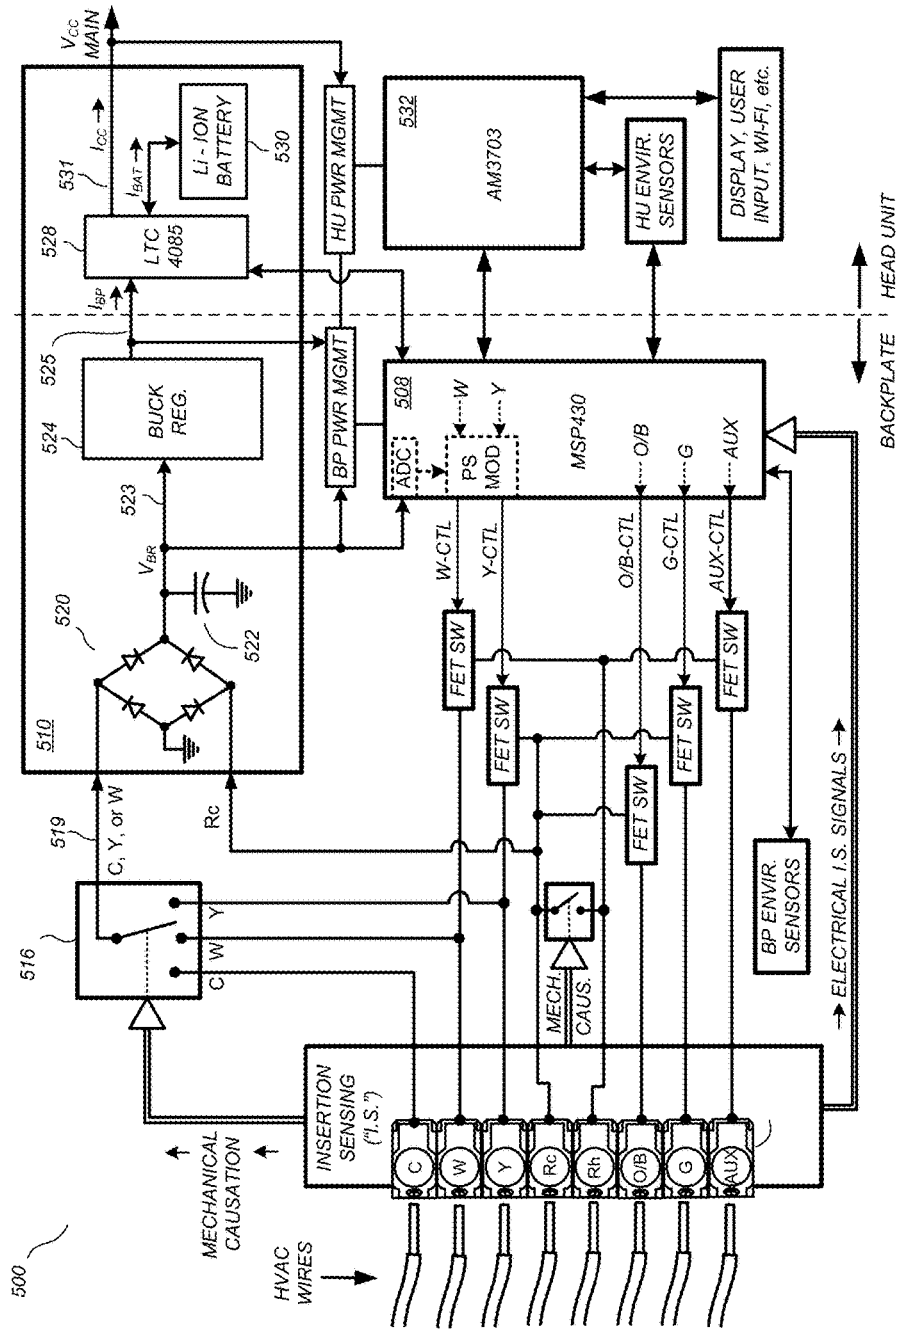 500
HVAC
WIRES
MECHANICAL
CAUSATION
INSERTION
SENSING
("I.S.")
C
W
Y
Rc
Rh
O/B
G
AUX
516
C
W
Y
519
C, Y, or W
Rc
MECH.
CAUS.
510
520
522
V_BR
523
524
BUCK
REG.
525
I_BP
528
LTC
4085
531
I_CC
I_BAT
Li - ION
BATTERY
530
V_CC
MAIN
BP PWR MGMT
HU PWR MGMT
FET SW
FET SW
FET SW
FET SW
FET SW
W-CTL
Y-CTL
O/B-CTL
G-CTL
AUX-CTL
508
ADC
PS
MOD
W
Y
MSP430
O/B
G
AUX
532
AM3703
HU ENVIR.
SENSORS
DISPLAY, USER
INPUT, WI-FI, etc.
BP ENVIR.
SENSORS
ELECTRICAL I.S. SIGNALS
BACKPLATE
HEAD UNIT